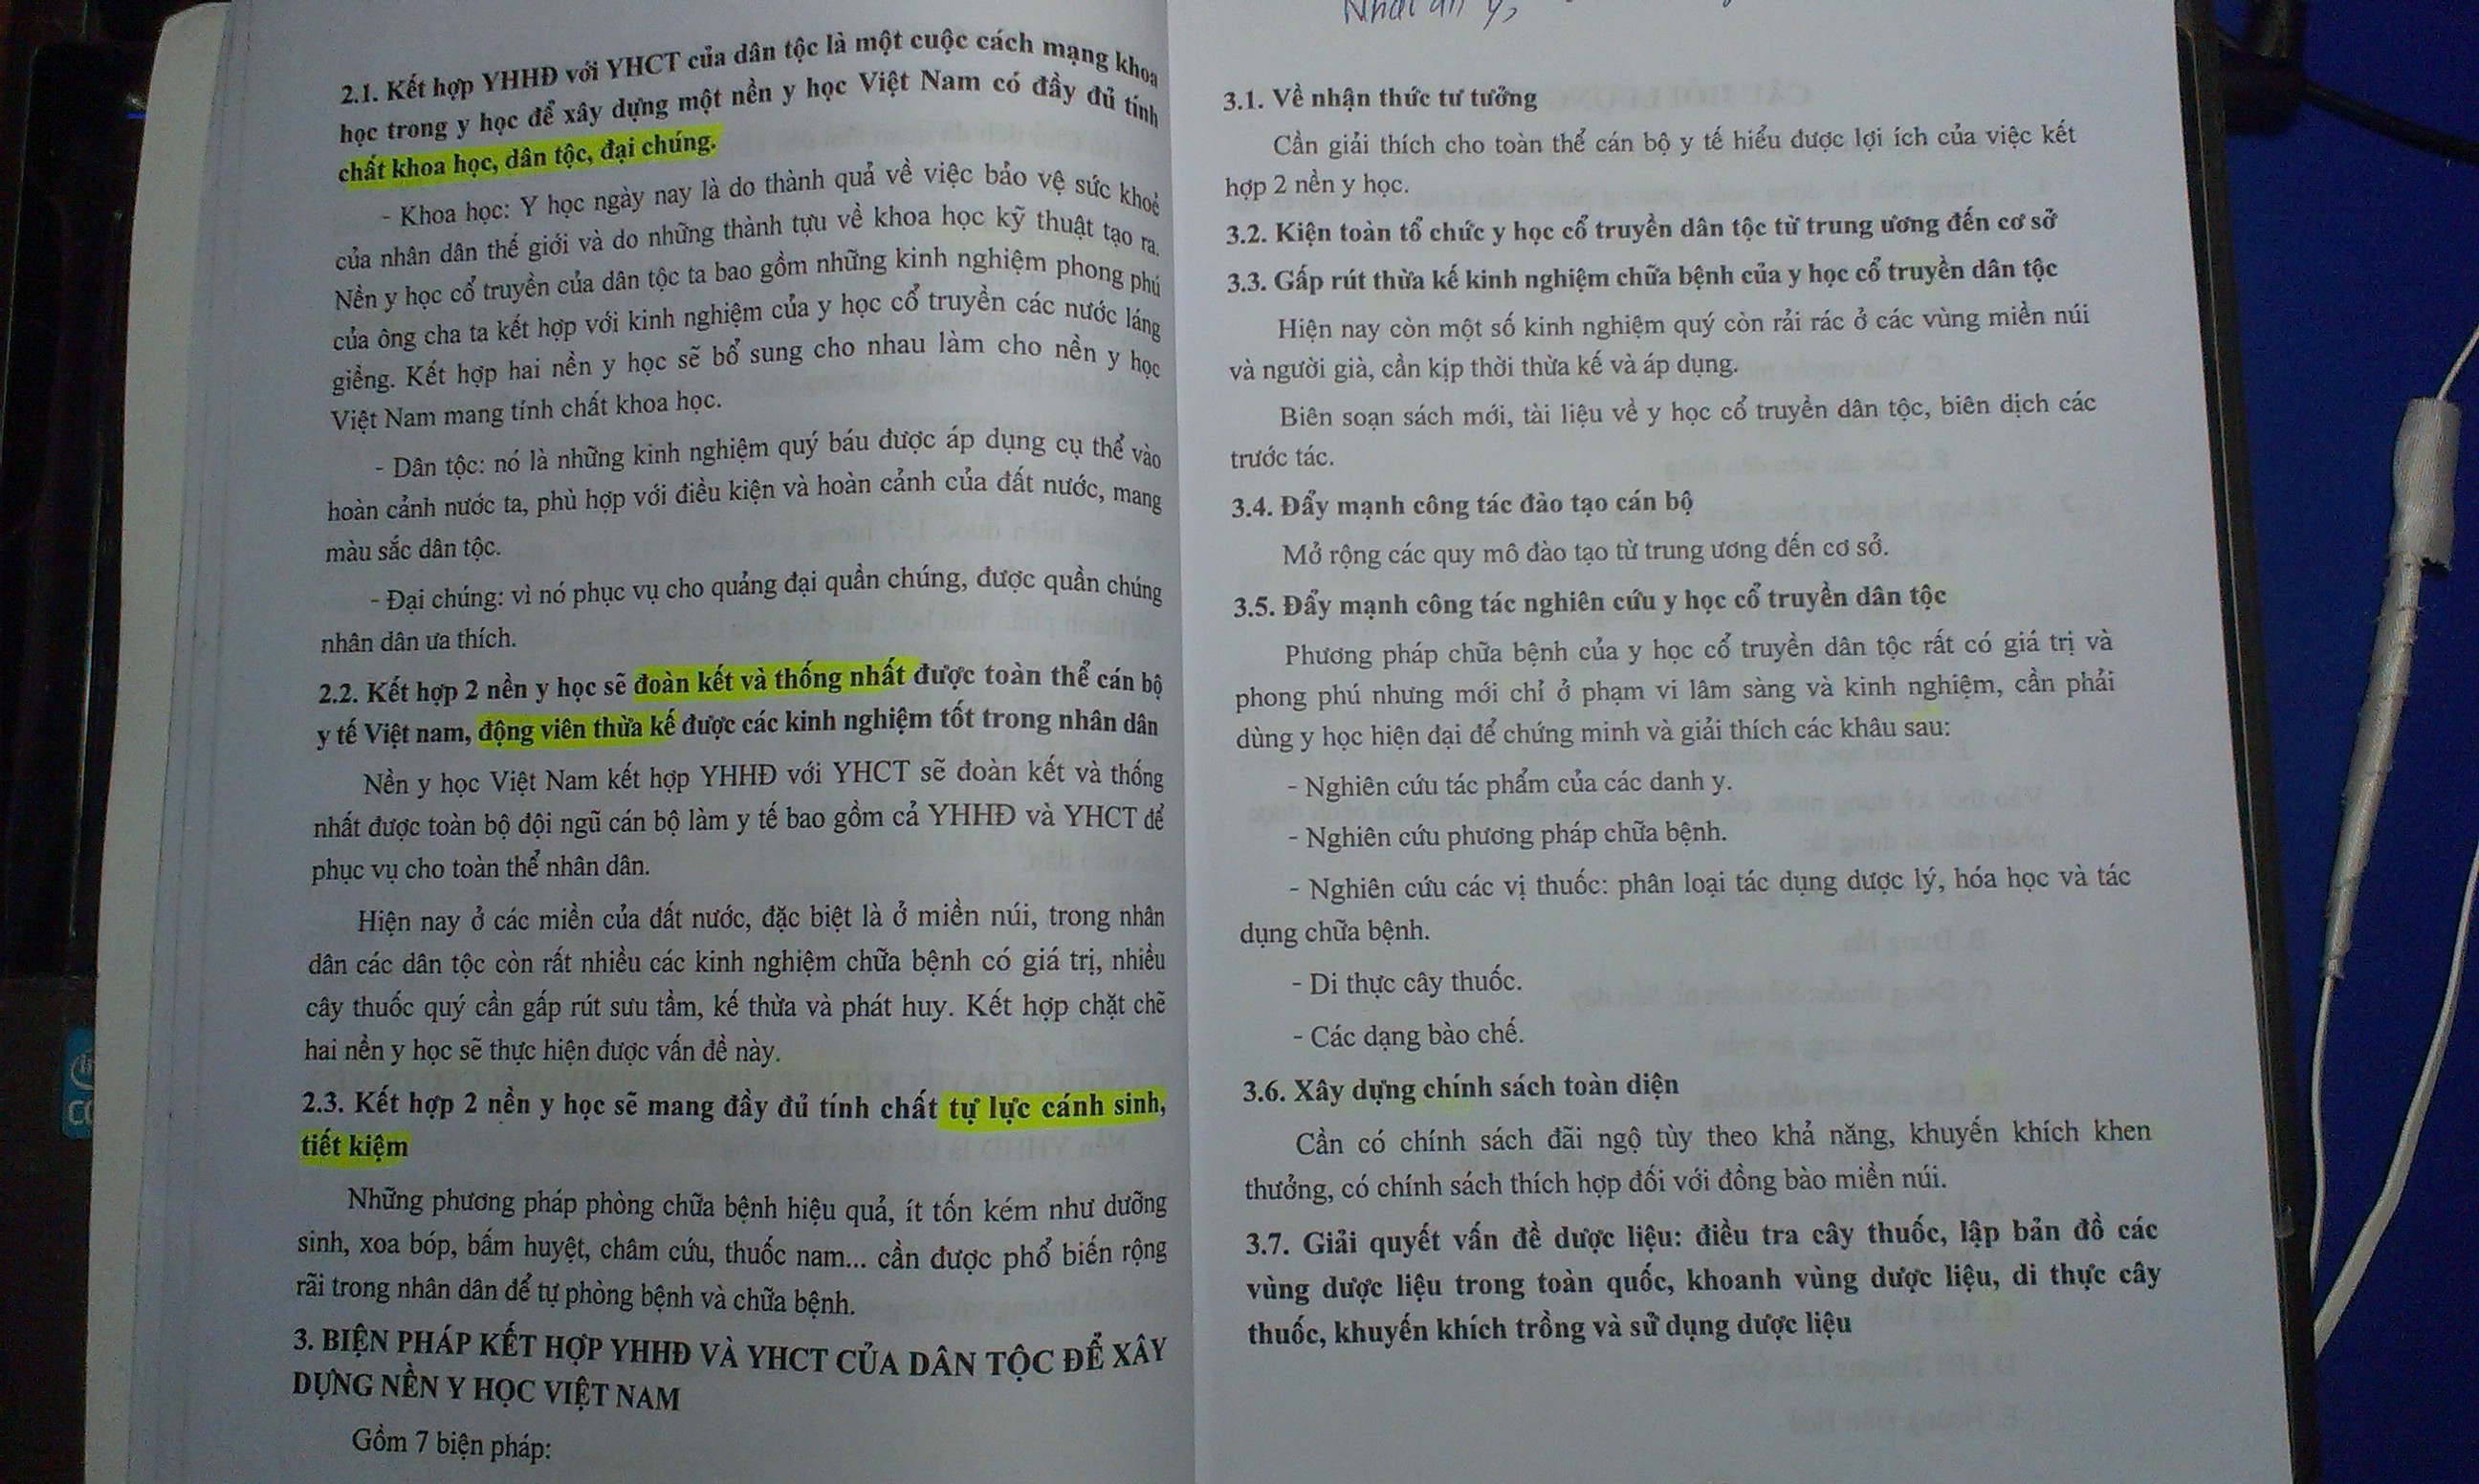 2.1. Kết hợp YHHĐ với YHCT của dân tộc là một cuộc cách mạng khoa
học trong y học để xây dựng một nền y học Việt Nam có đầy đủ tính
chất khoa học, dân tộc, đại chúng.
- Khoa học: Y học ngày nay là do thành quả về việc bảo vệ sức khoẻ
của nhân dân thế giới và do những thành tựu về khoa học kỹ thuật tạo ra.
Nền y học cổ truyền của dân tộc ta bao gồm những kinh nghiệm phong phú
của ông cha ta kết hợp với kinh nghiệm của y học cổ truyền các nước láng
giềng. Kết hợp hai nền y học sẽ bổ sung cho nhau làm cho nền y học
Việt Nam mang tính chất khoa học.
- Dân tộc: nó là những kinh nghiệm quý báu được áp dụng cụ thể vào
hoàn cảnh nước ta, phù hợp với điều kiện và hoàn cảnh của đất nước, mang
màu sắc dân tộc.
- Đại chúng: vì nó phục vụ cho quảng đại quần chúng, được quần chúng
nhân dân ưa thích.
2.2. Kết hợp 2 nền y học sẽ đoàn kết và thống nhất được toàn thể cán bộ
y tế Việt nam, động viên thừa kế được các kinh nghiệm tốt trong nhân dân
Nền y học Việt Nam kết hợp YHHĐ với YHCT sẽ đoàn kết và thống
nhất được toàn bộ đội ngũ cán bộ làm y tế bao gồm cả YHHĐ và YHCT để
phục vụ cho toàn thể nhân dân.
Hiện nay ở các miền của đất nước, đặc biệt là ở miền núi, trong nhân
dân các dân tộc còn rất nhiều các kinh nghiệm chữa bệnh có giá trị, nhiều
cây thuốc quý cần gấp rút sưu tầm, kế thừa và phát huy. Kết hợp chặt chẽ
hai nền y học sẽ thực hiện được vấn đề này.
2.3. Kết hợp 2 nền y học sẽ mang đầy đủ tính chất tự lực cánh sinh,
tiết kiệm
Những phương pháp phòng chữa bệnh hiệu quả, ít tốn kém như dưỡng
sinh, xoa bóp, bấm huyệt, châm cứu, thuốc nam... cần được phổ biến rộng
rãi trong nhân dân để tự phòng bệnh và chữa bệnh.
3. BIỆN PHÁP KẾT HỢP YHHĐ VÀ YHCT CỦA DÂN TỘC ĐỂ XÂY
DỰNG NỀN Y HỌC VIỆT NAM
Gồm 7 biện pháp:
3.1. Về nhận thức tư tưởng
Cần giải thích cho toàn thể cán bộ y tế hiểu được lợi ích của việc kết
hợp 2 nền y học.
3.2. Kiện toàn tổ chức y học cổ truyền dân tộc từ trung ương đến cơ sở
3.3. Gấp rút thừa kế kinh nghiệm chữa bệnh của y học cổ truyền dân tộc
Hiện nay còn một số kinh nghiệm quý còn rải rác ở các vùng miền núi
và người già, cần kịp thời thừa kế và áp dụng.
Biên soạn sách mới, tài liệu về y học cổ truyền dân tộc, biên dịch các
trước tác.
3.4. Đẩy mạnh công tác đào tạo cán bộ
Mở rộng các quy mô đào tạo từ trung ương đến cơ sở.
3.5. Đẩy mạnh công tác nghiên cứu y học cổ truyền dân tộc
Phương pháp chữa bệnh của y học cổ truyền dân tộc rất có giá trị và
phong phú nhưng mới chỉ ở phạm vi lâm sàng và kinh nghiệm, cần phải
dùng y học hiện đại để chứng minh và giải thích các khâu sau:
- Nghiên cứu tác phẩm của các danh y.
- Nghiên cứu phương pháp chữa bệnh.
- Nghiên cứu các vị thuốc: phân loại tác dụng dược lý, hóa học và tác
dụng chữa bệnh.
- Di thực cây thuốc.
- Các dạng bào chế.
3.6. Xây dựng chính sách toàn diện
Cần có chính sách đãi ngộ tùy theo khả năng, khuyến khích khen
thưởng, có chính sách thích hợp đối với đồng bào miền núi.
3.7. Giải quyết vấn đề dược liệu: điều tra cây thuốc, lập bản đồ các
vùng dược liệu trong toàn quốc, khoanh vùng dược liệu, di thực cây
thuốc, khuyến khích trồng và sử dụng dược liệu